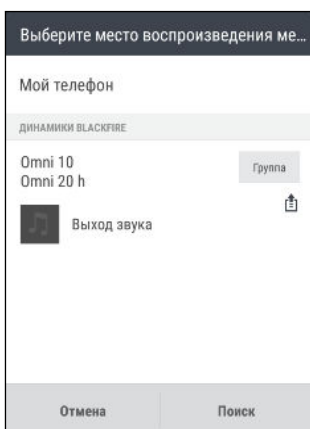 Выберите место воспроизведения ме...
Мой телефон
ДИНАМИКИ BLACKFIRE
Omni 10
Omni 20 h
Группа
Выход звука
Отмена
Поиск